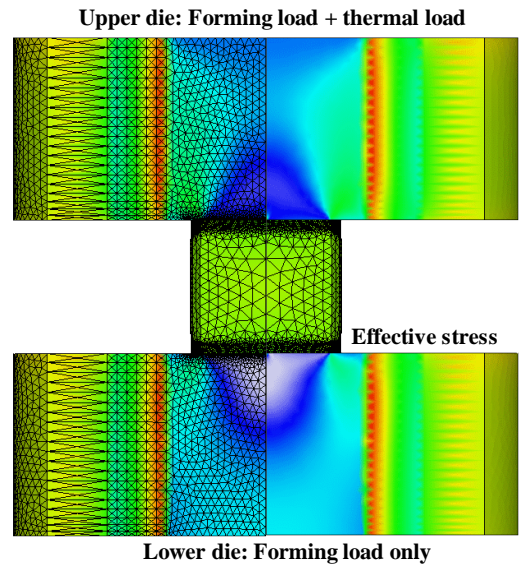 Upper die: Forming load + thermal load
Effective stress
Lower die: Forming load only